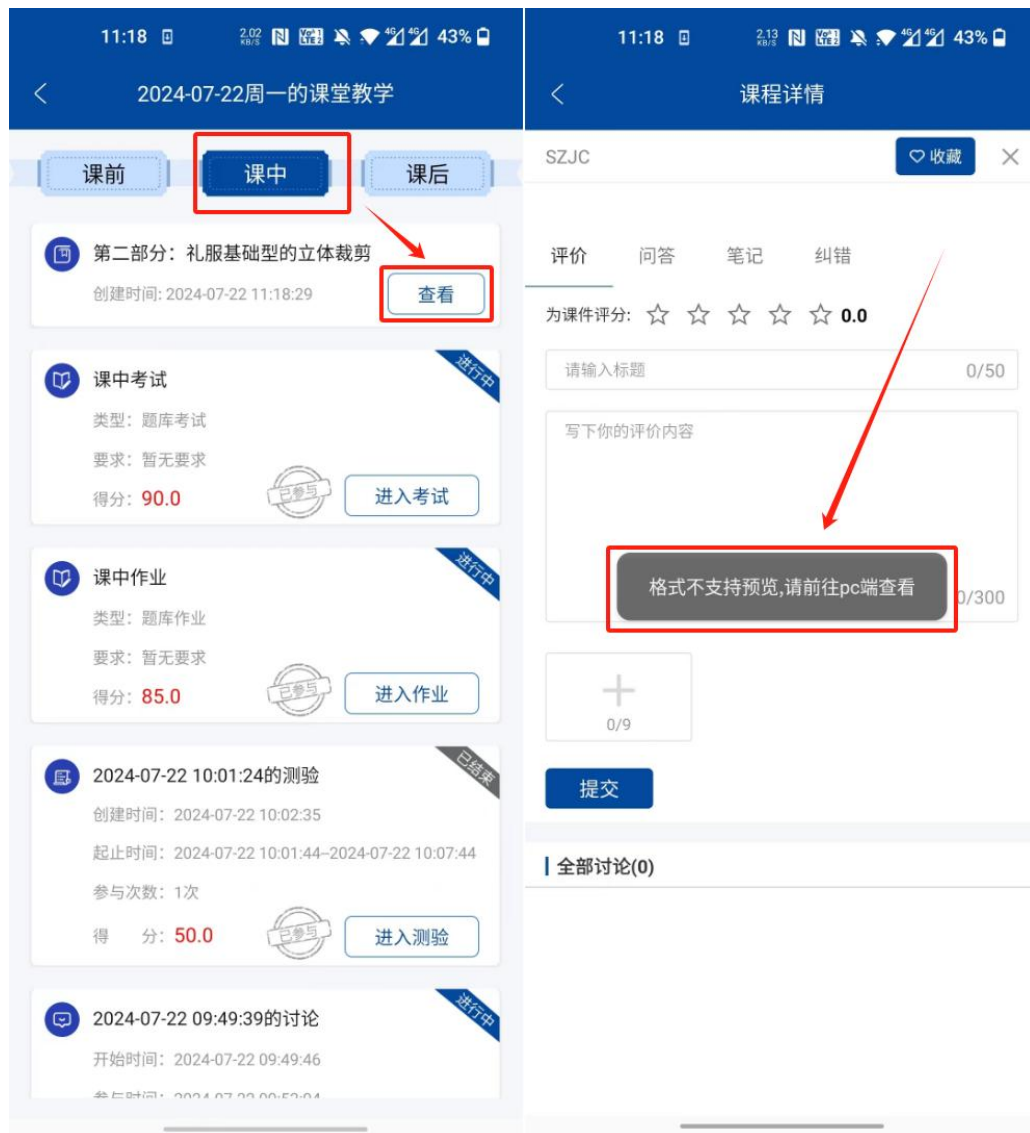 11:18
2.02 KB/S
43%
2024-07-22周一的课堂教学
课前
课中
课后
第二部分：礼服基础型的立体裁剪
创建时间: 2024-07-22 11:18:29
查看
进行中
课中考试
类型：题库考试
要求：暂无要求
得分：90.0
已参与
进入考试
进行中
课中作业
类型：题库作业
要求：暂无要求
得分：85.0
已参与
进入作业
已结束
2024-07-22 10:01:24的测验
创建时间：2024-07-22 10:02:35
起止时间：2024-07-22 10:01:44--2024-07-22 10:07:44
参与次数：1次
得 分：50.0
已参与
进入测验
进行中
2024-07-22 09:49:39的讨论
开始时间：2024-07-22 09:49:46
11:18
2.13 KB/S
43%
课程详情
SZJC
收藏
评价
问答
笔记
纠错
为课件评分: 0.0
请输入标题
0/50
写下你的评价内容
格式不支持预览,请前往pc端查看
0/300
0/9
提交
全部讨论(0)